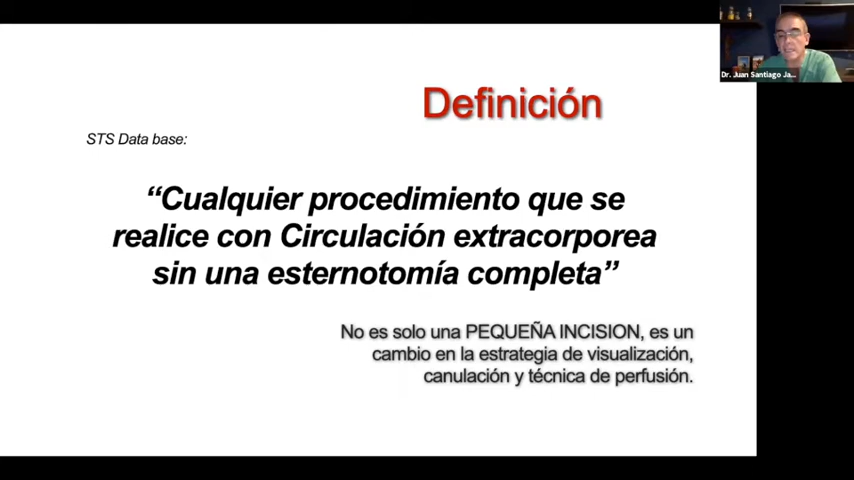 Dr. Juan Santiago Ja...
Definición
STS Data base:
“Cualquier procedimiento que se
realice con Circulación extracorporea
sin una esternotomía completa”
No es solo una PEQUEÑA INCISION, es un
cambio en la estrategia de visualización,
canulación y técnica de perfusión.